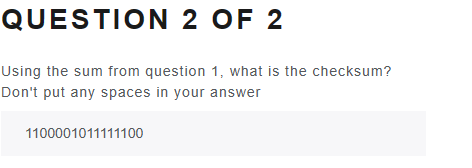 QUESTION 2 OF 2
Using the sum from question 1, what is the checksum?
Don't put any spaces in your answer
1100001011111100